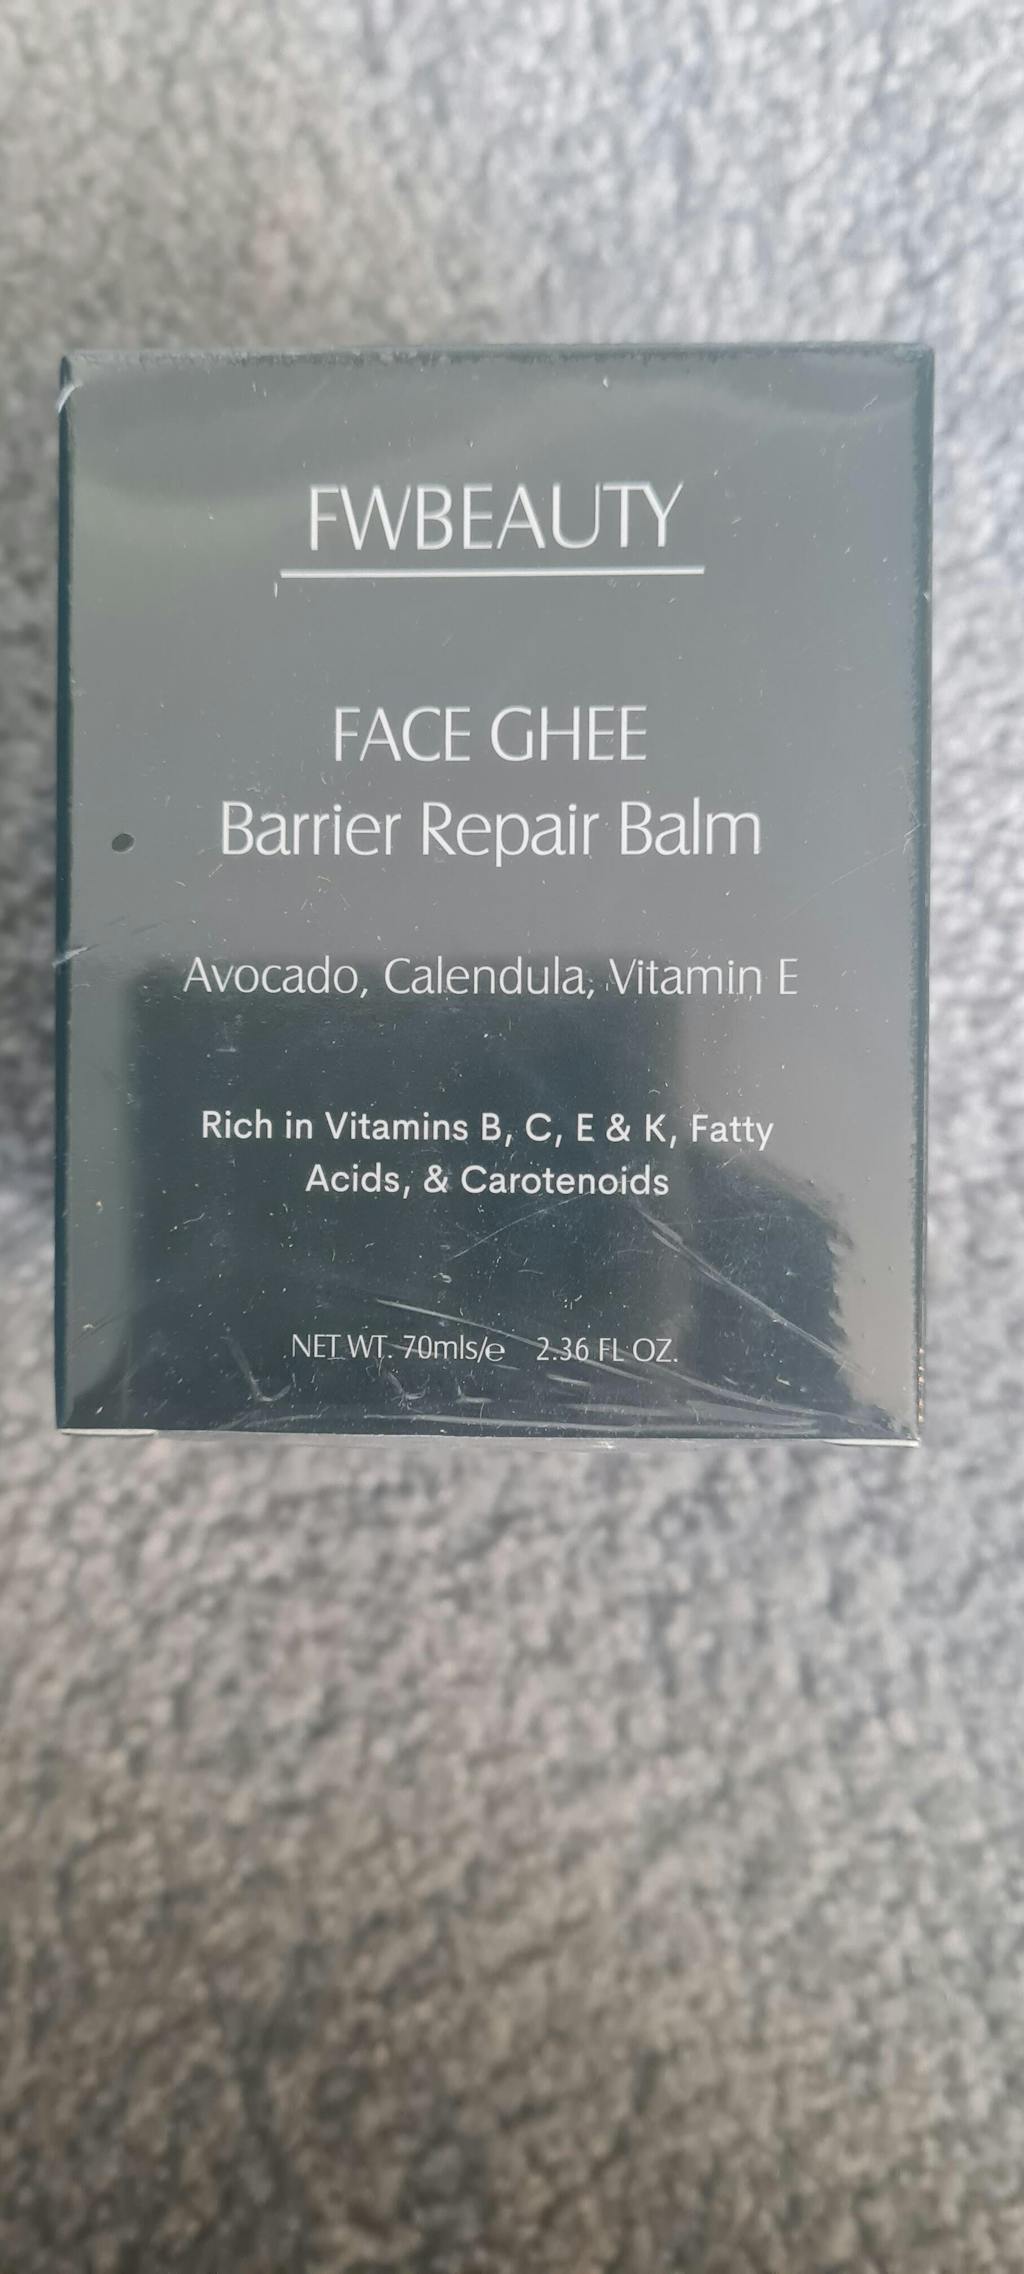 FWBEAUTY
FACE GHEE
Barrier Repair Balm
Avocado, Calendula, Vitamin E
Rich in Vitamins B, C, E & K, Fatty
Acids, & Carotenoids
NET WT. 70mls/e 2.36 FL OZ.